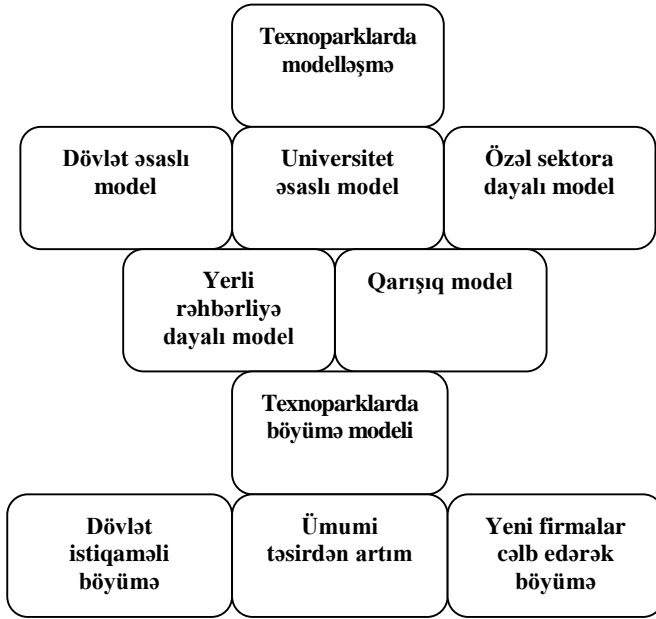 Texnoparklarda
modelləşmə
Dövlət əsaslı
model
Universitet
əsaslı model
Özəl sektora
dayalı model
Yerli
rəhbərliyə
dayalı model
Qarışıq model
Texnoparklarda
böyümə modeli
Dövlət
istiqaməli
böyümə
Ümumi
təsirdən artım
Yeni firmalar
cəlb edərək
böyümə